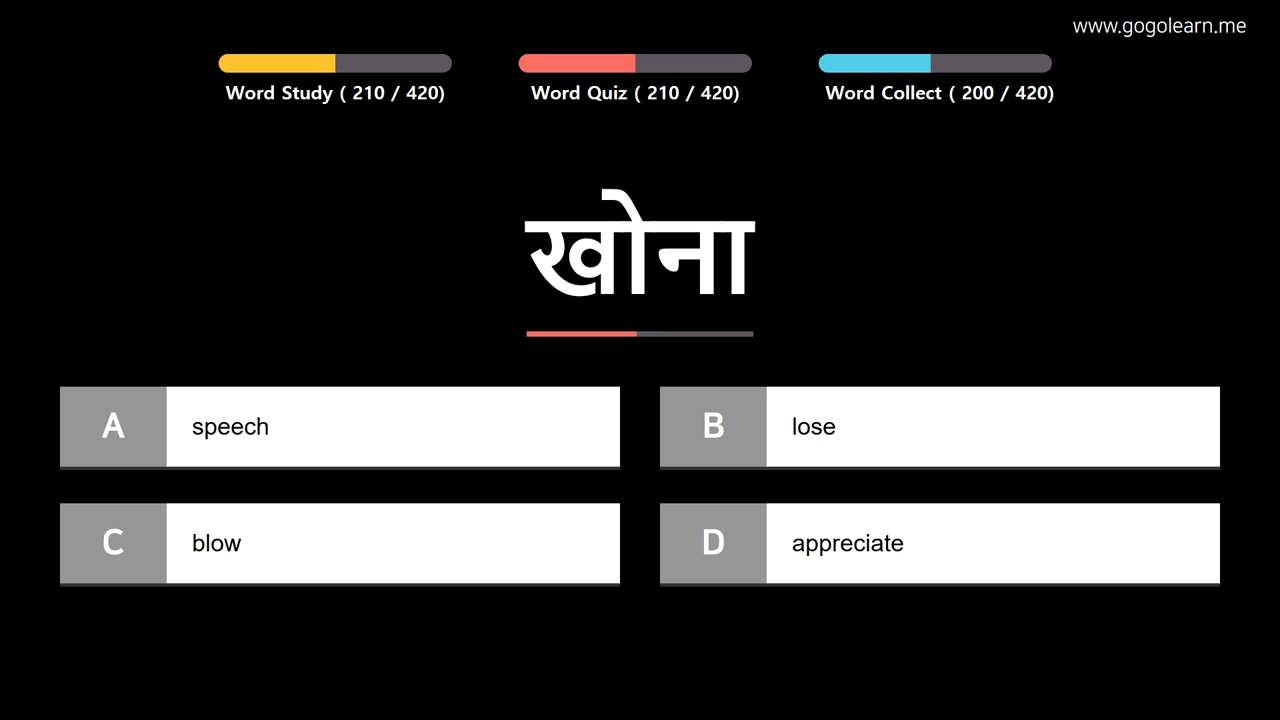 www.gogolearn.me
Word Study ( 210 / 420)
Word Quiz ( 210 / 420)
Word Collect ( 200 / 420)
खोना
A speech
B lose
C blow
D appreciate